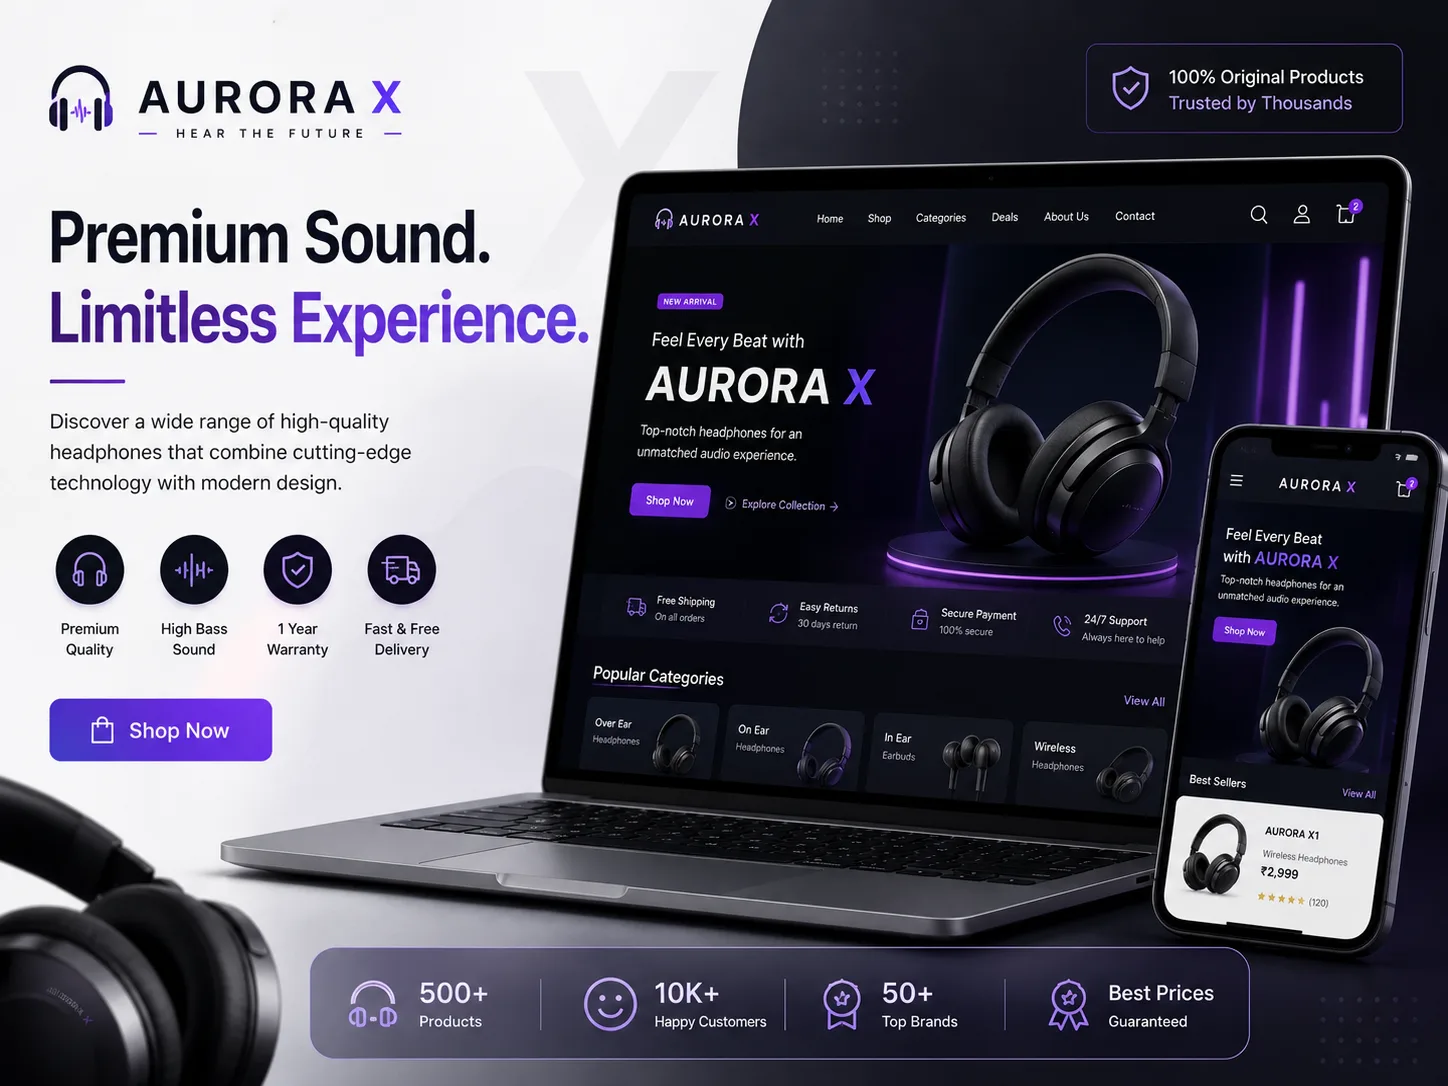 AURORA X
HEAR THE FUTURE
100% Original Products
Trusted by Thousands
Premium Sound.
Limitless Experience.
Discover a wide range of high-quality
headphones that combine cutting-edge
technology with modern design.
Premium
Quality
High Bass
Sound
1 Year
Warranty
Fast & Free
Delivery
Shop Now
AURORA X
Home
Shop
Categories
Deals
About Us
Contact
2
NEW ARRIVAL
Feel Every Beat with
AURORA X
Top-notch headphones for an
unmatched audio experience.
Shop Now
Explore Collection →
Free Shipping
On all orders
Easy Returns
30 days return
Secure Payment
100% secure
24/7 Support
Always here to help
Popular Categories
View All
Over Ear
Headphones
On Ear
Headphones
In Ear
Earbuds
Wireless
Headphones
AURORA X
2
Feel Every Beat
with AURORA X
Top-notch headphones for an
unmatched audio experience.
Shop Now
Best Sellers
View All
AURORA X1
Wireless Headphones
₹2,999
(120)
500+
Products
10K+
Happy Customers
50+
Top Brands
Best Prices
Guaranteed